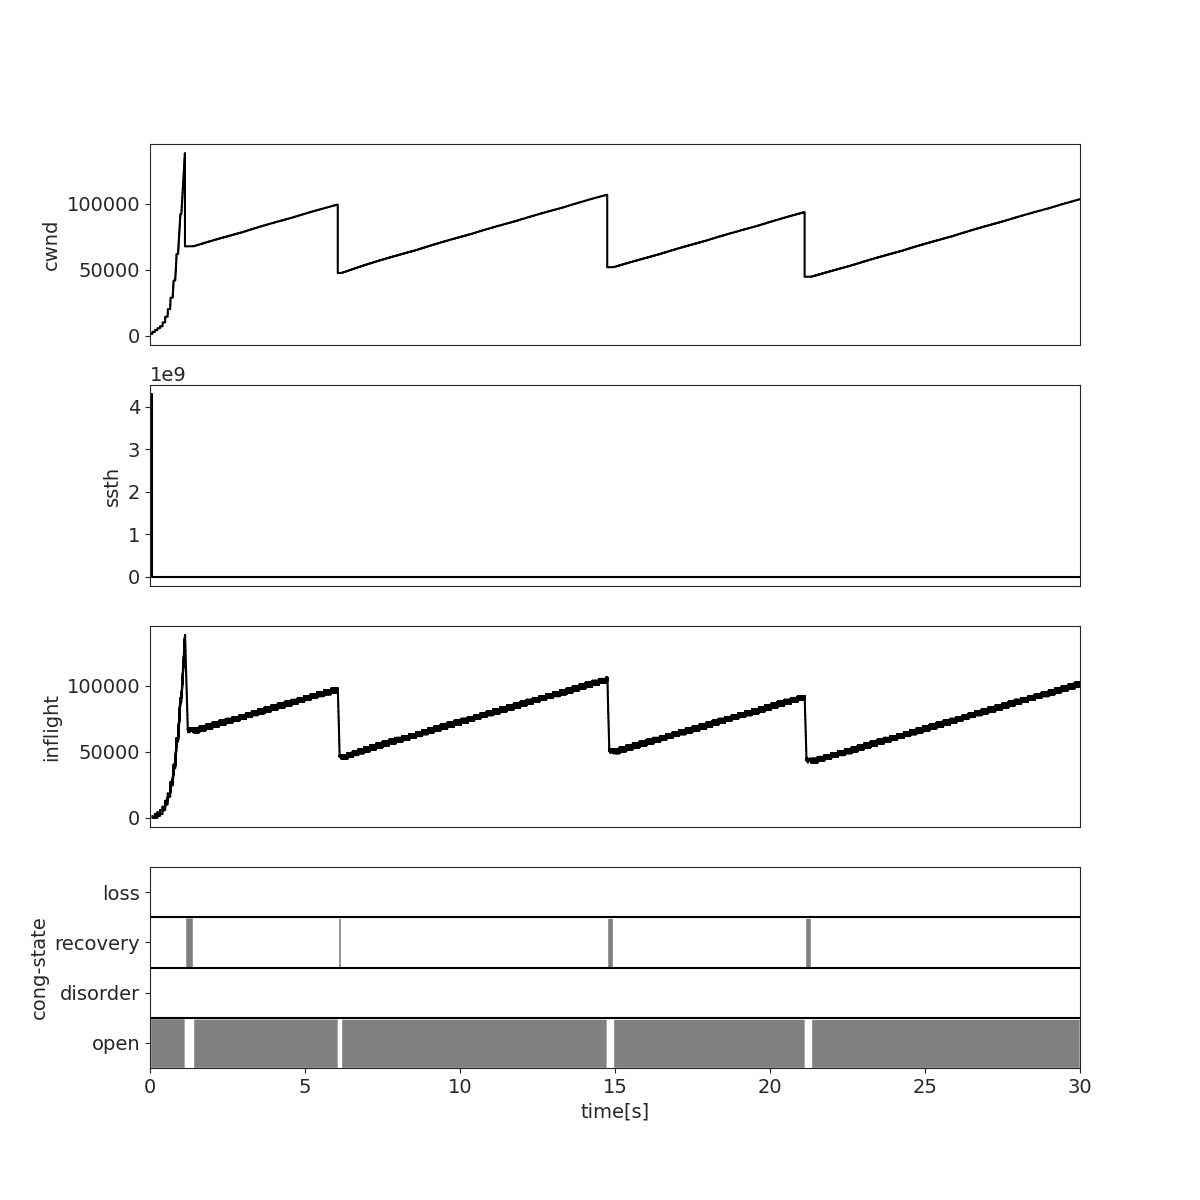 cwnd
100000
50000
0
1e9
ssth
4
3
2
1
0
inflight
100000
50000
0
cong-state
loss
recovery
disorder
open
0 5 10 15 20 25 30
time[s]